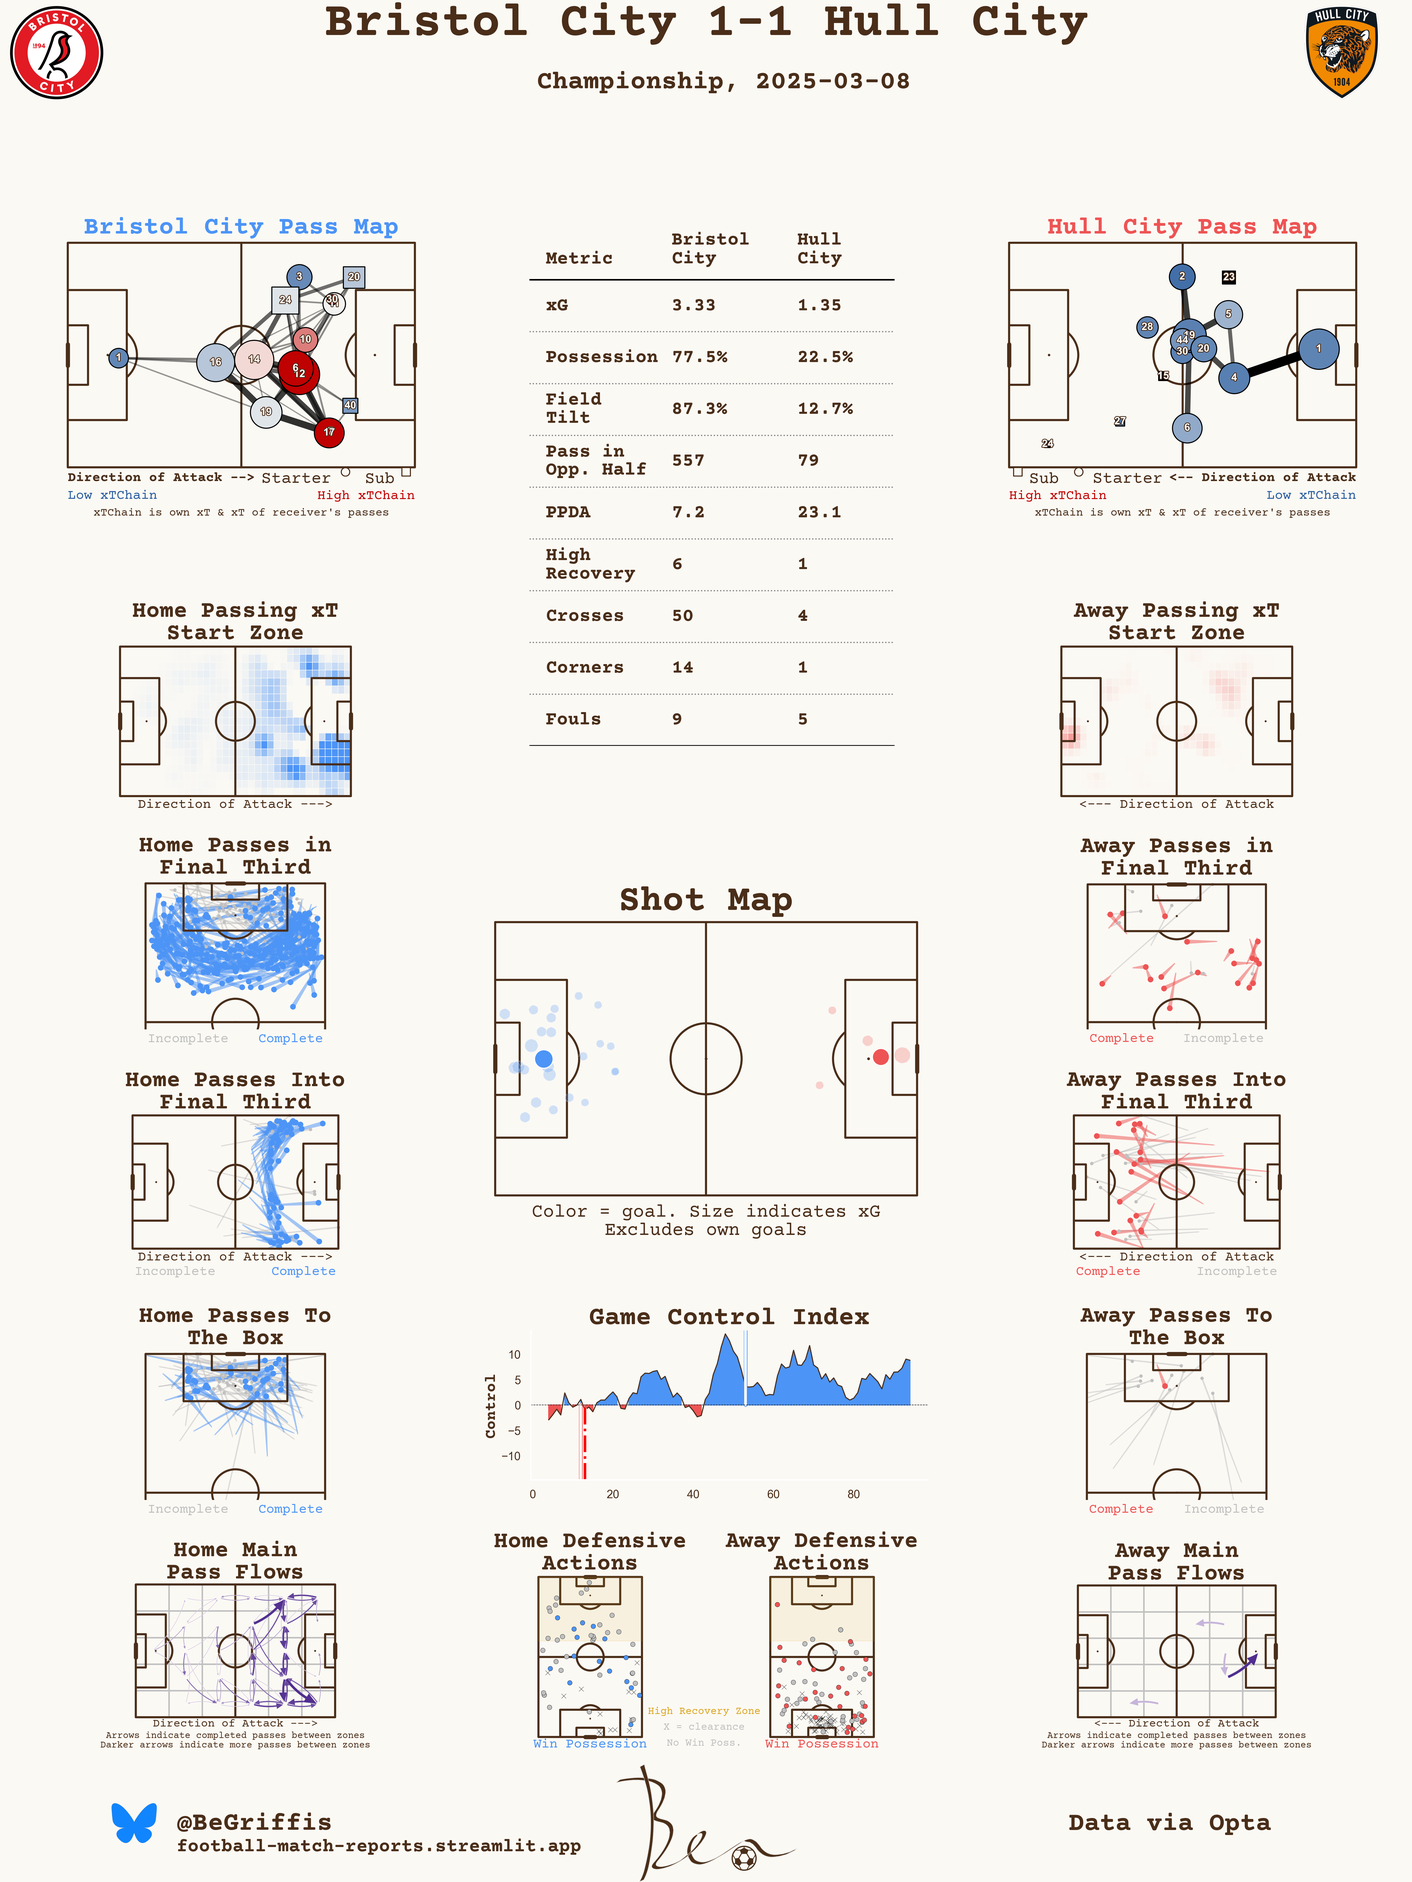 Bristol City 1-1 Hull City
Championship, 2025-03-08
BRISTOL
1894
CITY
HULL CITY
1904
Bristol City Pass Map
3
20
24
30
11
10
1
16
14
6
12
19
40
17
Direction of Attack --> Starter Sub
Low xTChain High xTChain
xTChain is own xT & xT of receiver's passes
Metric Bristol City Hull City
xG 3.33 1.35
Possession 77.5% 22.5%
Field Tilt 87.3% 12.7%
Pass in Opp. Half 557 79
PPDA 7.2 23.1
High Recovery 6 1
Crosses 50 4
Corners 14 1
Fouls 9 5
Hull City Pass Map
2
23
5
28
44
30
20
1
15
4
27
6
24
Sub Starter <-- Direction of Attack
High xTChain Low xTChain
xTChain is own xT & xT of receiver's passes
Home Passing xT
Start Zone
Direction of Attack --->
Away Passing xT
Start Zone
<--- Direction of Attack
Home Passes in
Final Third
Incomplete Complete
Away Passes in
Final Third
Complete Incomplete
Shot Map
Color = goal. Size indicates xG
Excludes own goals
Home Passes Into
Final Third
Direction of Attack --->
Incomplete Complete
Away Passes Into
Final Third
<--- Direction of Attack
Complete Incomplete
Home Passes To
The Box
Incomplete Complete
Game Control Index
Control
10
5
0
−5
−10
0 20 40 60 80
Away Passes To
The Box
Complete Incomplete
Home Main
Pass Flows
Direction of Attack --->
Arrows indicate completed passes between zones
Darker arrows indicate more passes between zones
Home Defensive
Actions
Win Possession
High Recovery Zone
X = clearance
No Win Poss.
Away Defensive
Actions
Win Possession
Away Main
Pass Flows
<--- Direction of Attack
Arrows indicate completed passes between zones
Darker arrows indicate more passes between zones
@BeGriffis
football-match-reports.streamlit.app
Ben
Data via Opta